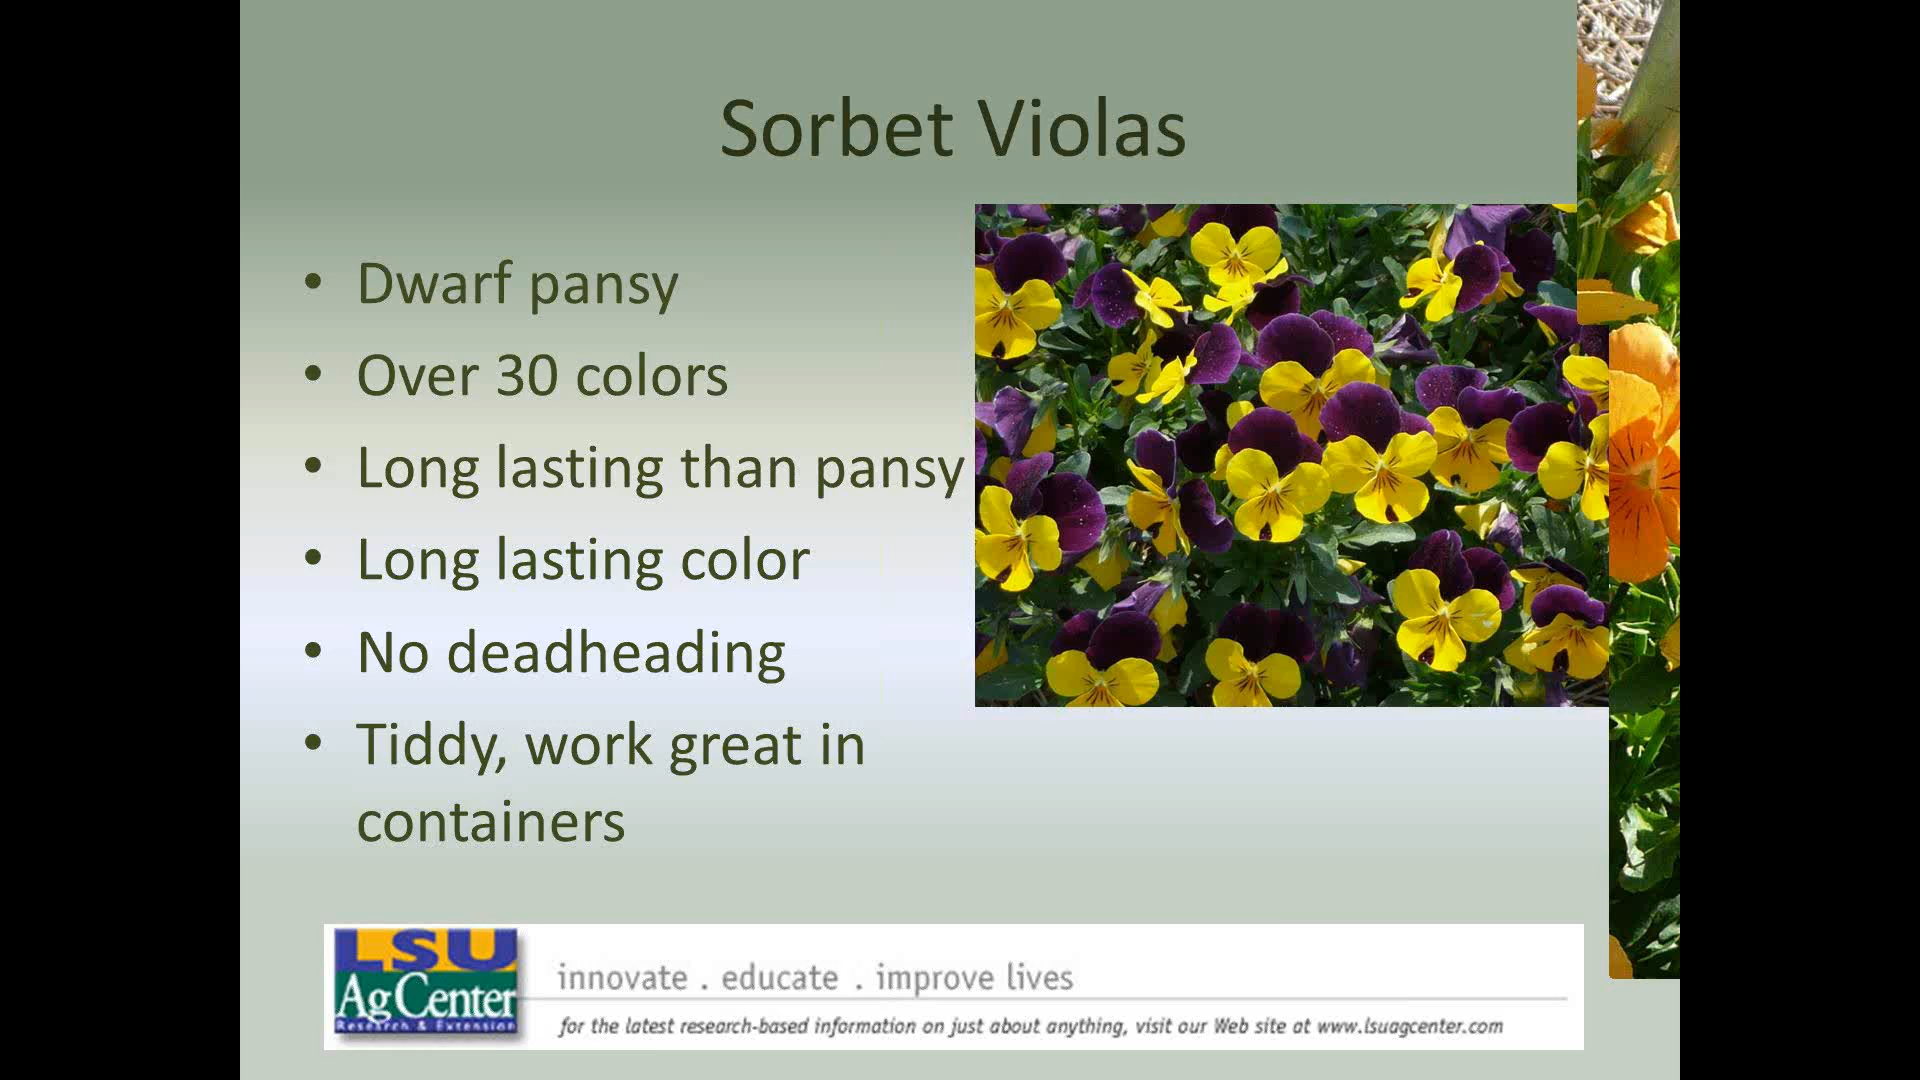 Sorbet Violas
• Dwarf pansy
• Over 30 colors
• Long lasting than pansy
• Long lasting color
• No deadheading
• Tiddy, work great in
containers
LSU
AgCenter
Research & Extension
innovate . educate . improve lives
for the latest research-based information on just about anything, visit our Web site at www.lsuagcenter.com